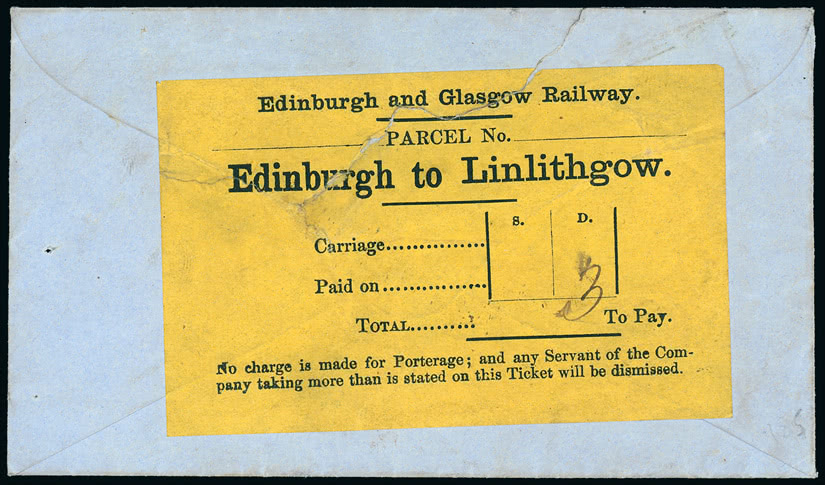 Edinburgh and Glasgow Railway.
PARCEL No.
Edinburgh to Linlithgow.
S. D.
Carriage...............
Paid on................
3
TOTAL.......... To Pay.
No charge is made for Porterage; and any Servant of the Com-
pany taking more than is stated on this Ticket will be dismissed.